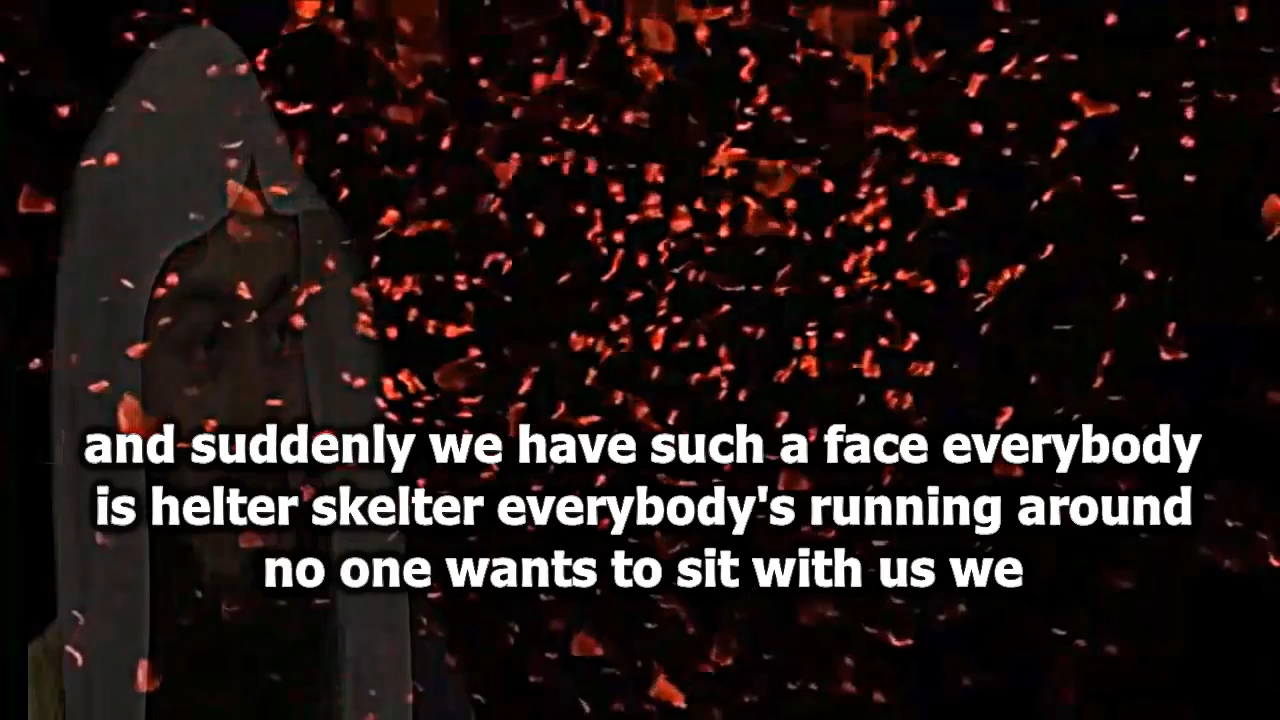 and suddenly we have such a face everybody
is helter skelter everybody's running around
no one wants to sit with us we